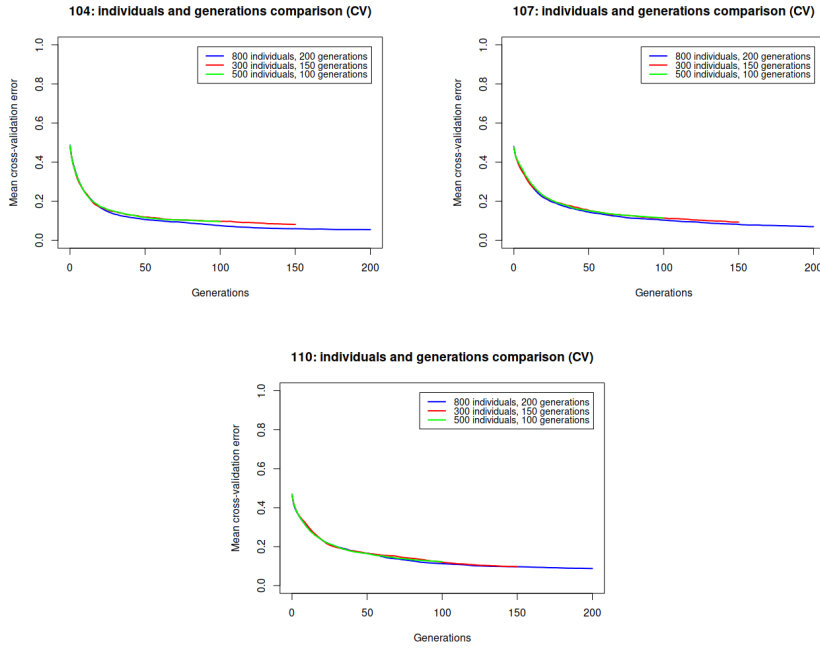 104: individuals and generations comparison (CV)
Mean cross-validation error
0.0 0.2 0.4 0.6 0.8 1.0
800 individuals, 200 generations
300 individuals, 150 generations
500 individuals, 100 generations
0 50 100 150 200
Generations
107: individuals and generations comparison (CV)
Mean cross-validation error
0.0 0.2 0.4 0.6 0.8 1.0
800 individuals, 200 generations
300 individuals, 150 generations
500 individuals, 100 generations
0 50 100 150 200
Generations
110: individuals and generations comparison (CV)
Mean cross-validation error
0.0 0.2 0.4 0.6 0.8 1.0
800 individuals, 200 generations
300 individuals, 150 generations
500 individuals, 100 generations
0 50 100 150 200
Generations